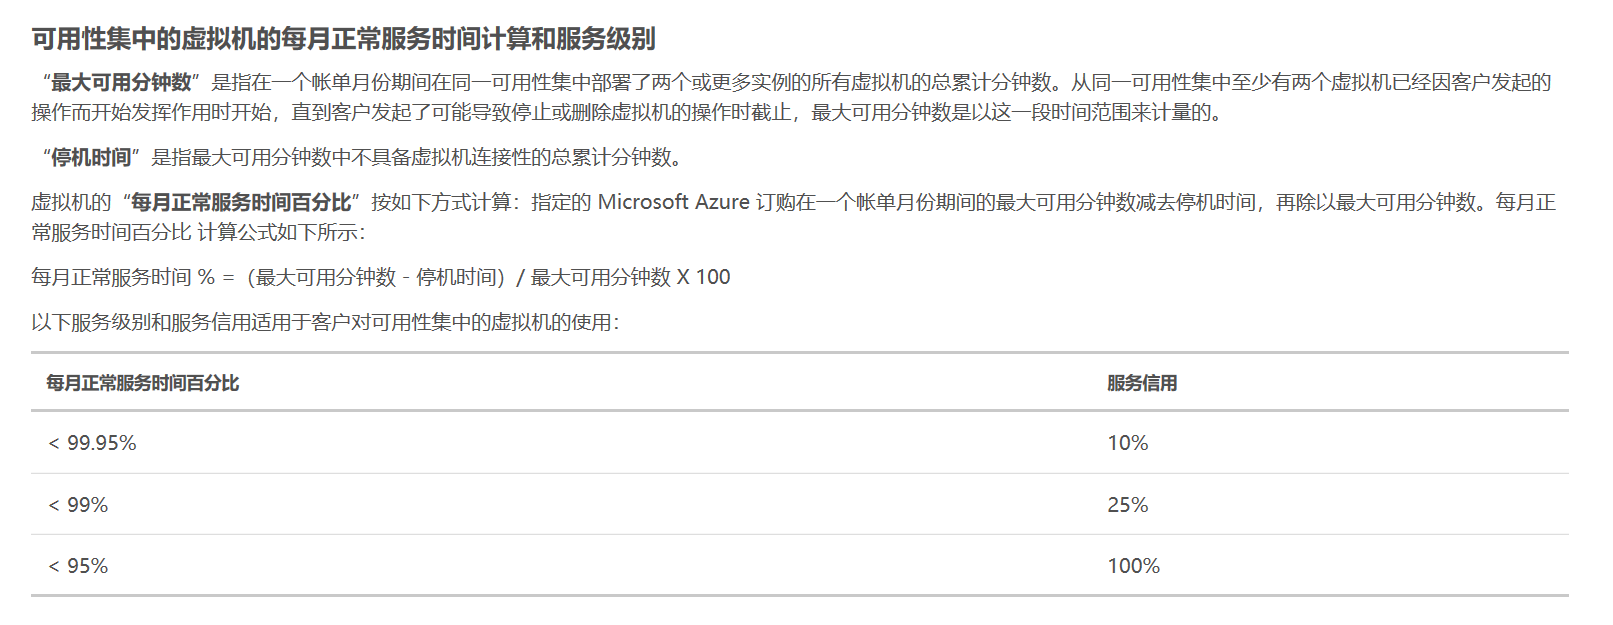 可用性集中的虚拟机的每月正常服务时间计算和服务级别
“最大可用分钟数”是指在一个帐单月份期间在同一可用性集中部署了两个或更多实例的所有虚拟机的总累计分钟数。从同一可用性集中至少有两个虚拟机已经因客户发起的
操作而开始发挥作用时开始，直到客户发起了可能导致停止或删除虚拟机的操作时截止，最大可用分钟数是以这一段时间范围来计量的。
“停机时间”是指最大可用分钟数中不具备虚拟机连接性的总累计分钟数。
虚拟机的“每月正常服务时间百分比”按如下方式计算：指定的 Microsoft Azure 订购在一个帐单月份期间的最大可用分钟数减去停机时间，再除以最大可用分钟数。每月正
常服务时间百分比 计算公式如下所示：
每月正常服务时间 % =（最大可用分钟数 - 停机时间）/ 最大可用分钟数 X 100
以下服务级别和服务信用适用于客户对可用性集中的虚拟机的使用：
每月正常服务时间百分比 服务信用
< 99.95% 10%
< 99% 25%
< 95% 100%